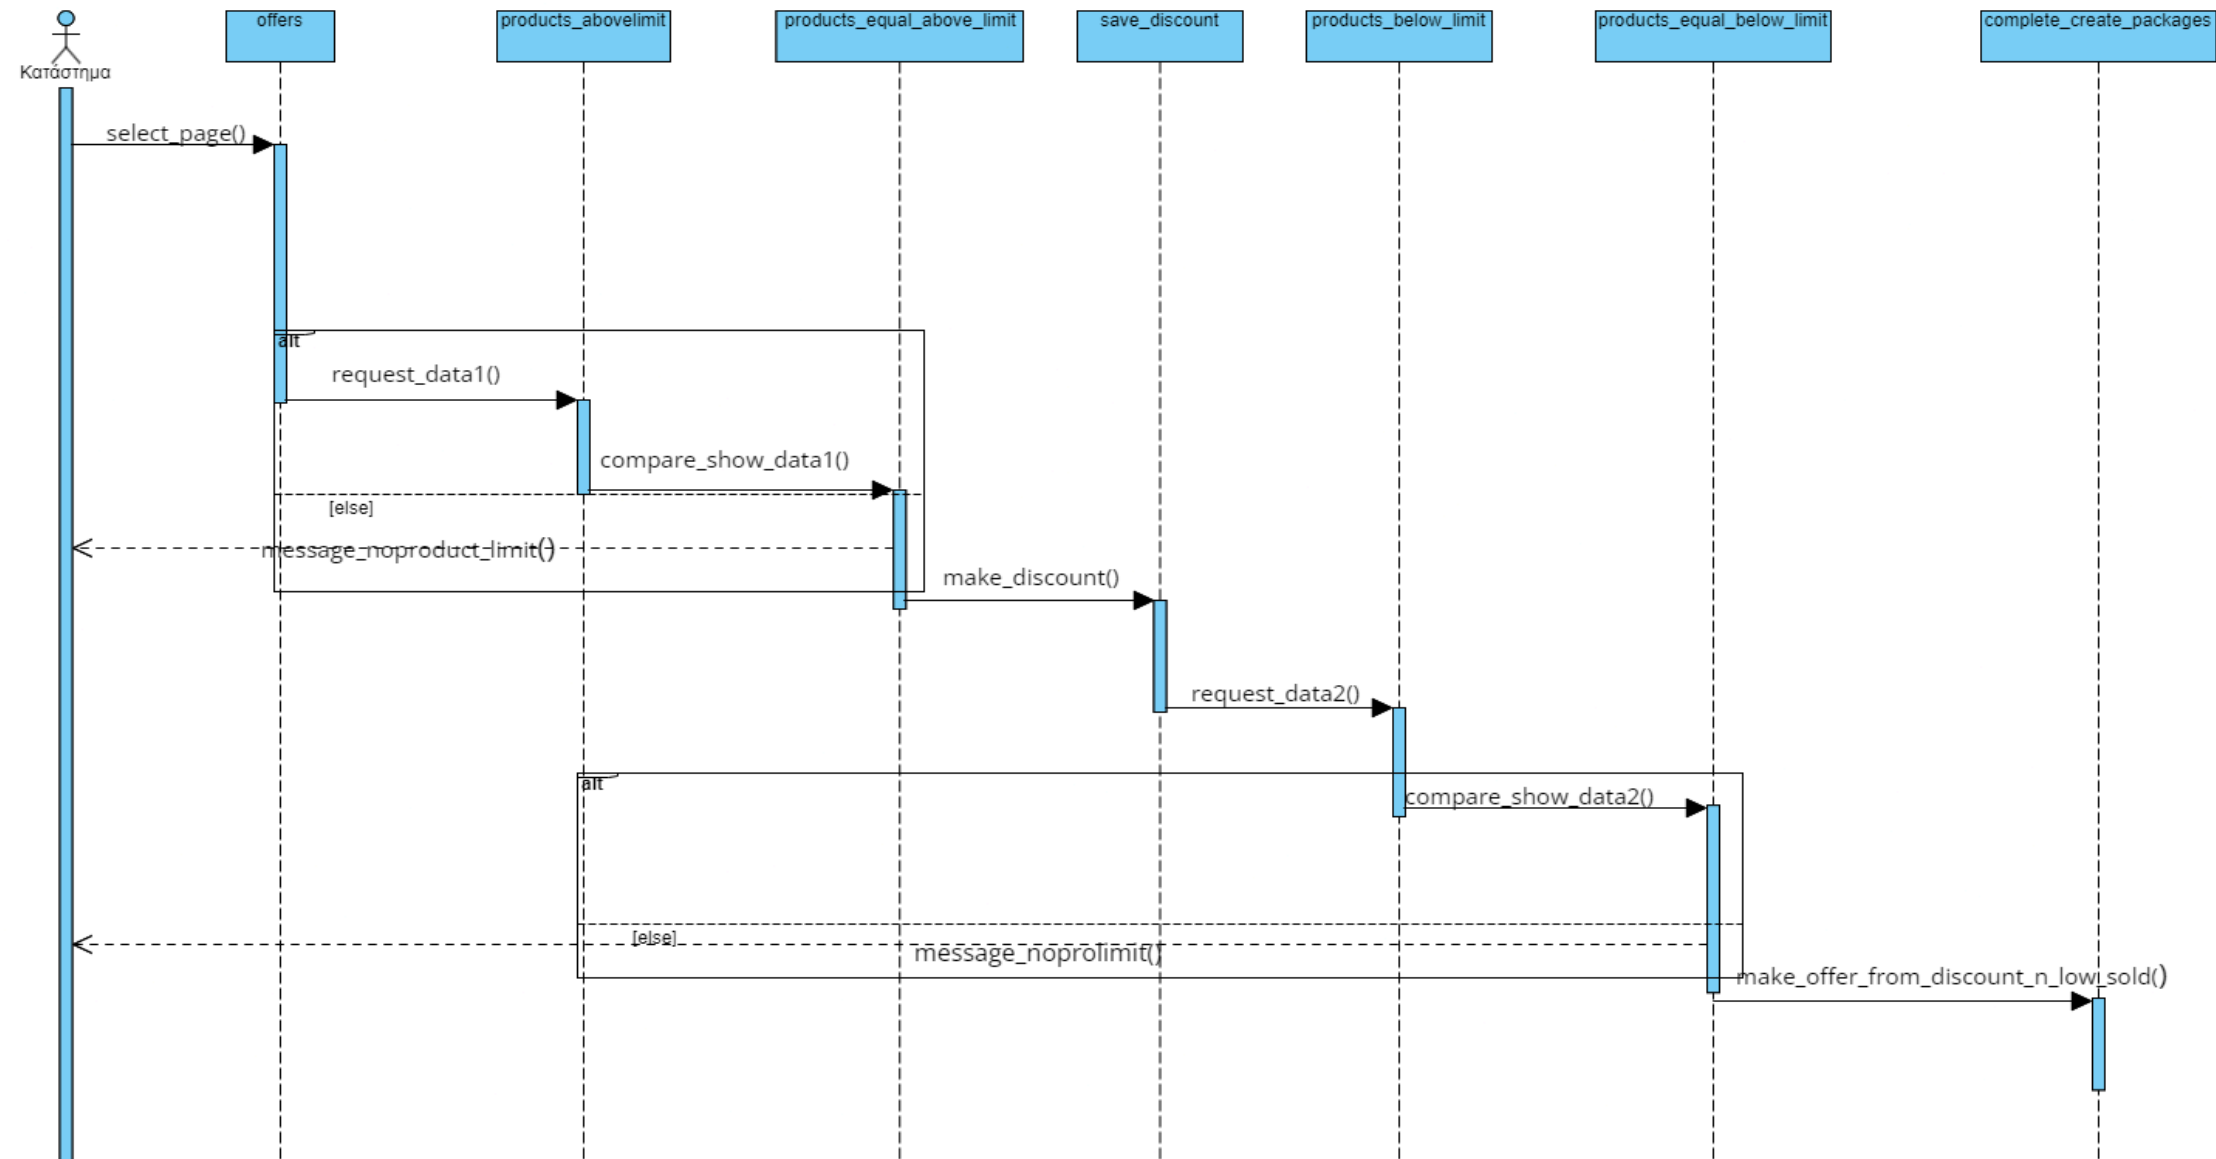 offers
products_abovelimit
products_equal_above_limit
save_discount
products_below_limit
products_equal_below_limit
complete_create_packages
Κατάστημα
select_page()
alt
request_data1()
compare_show_data1()
[else]
message_noproduct_limit()
make_discount()
request_data2()
alt
compare_show_data2()
[else]
message_noprolimit()
make_offer_from_discount_n_low_sold()